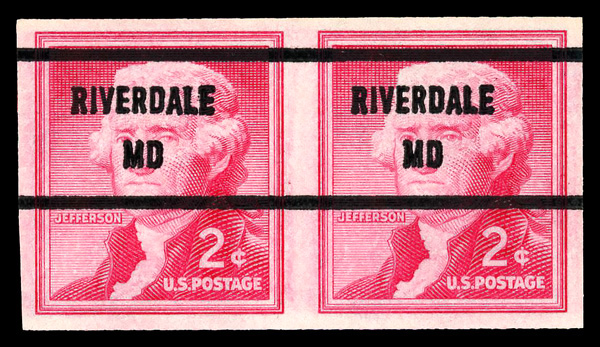 RIVERDALE
MD
JEFFERSON
2¢
U.S.POSTAGE
RIVERDALE
MD
JEFFERSON
2¢
U.S.POSTAGE